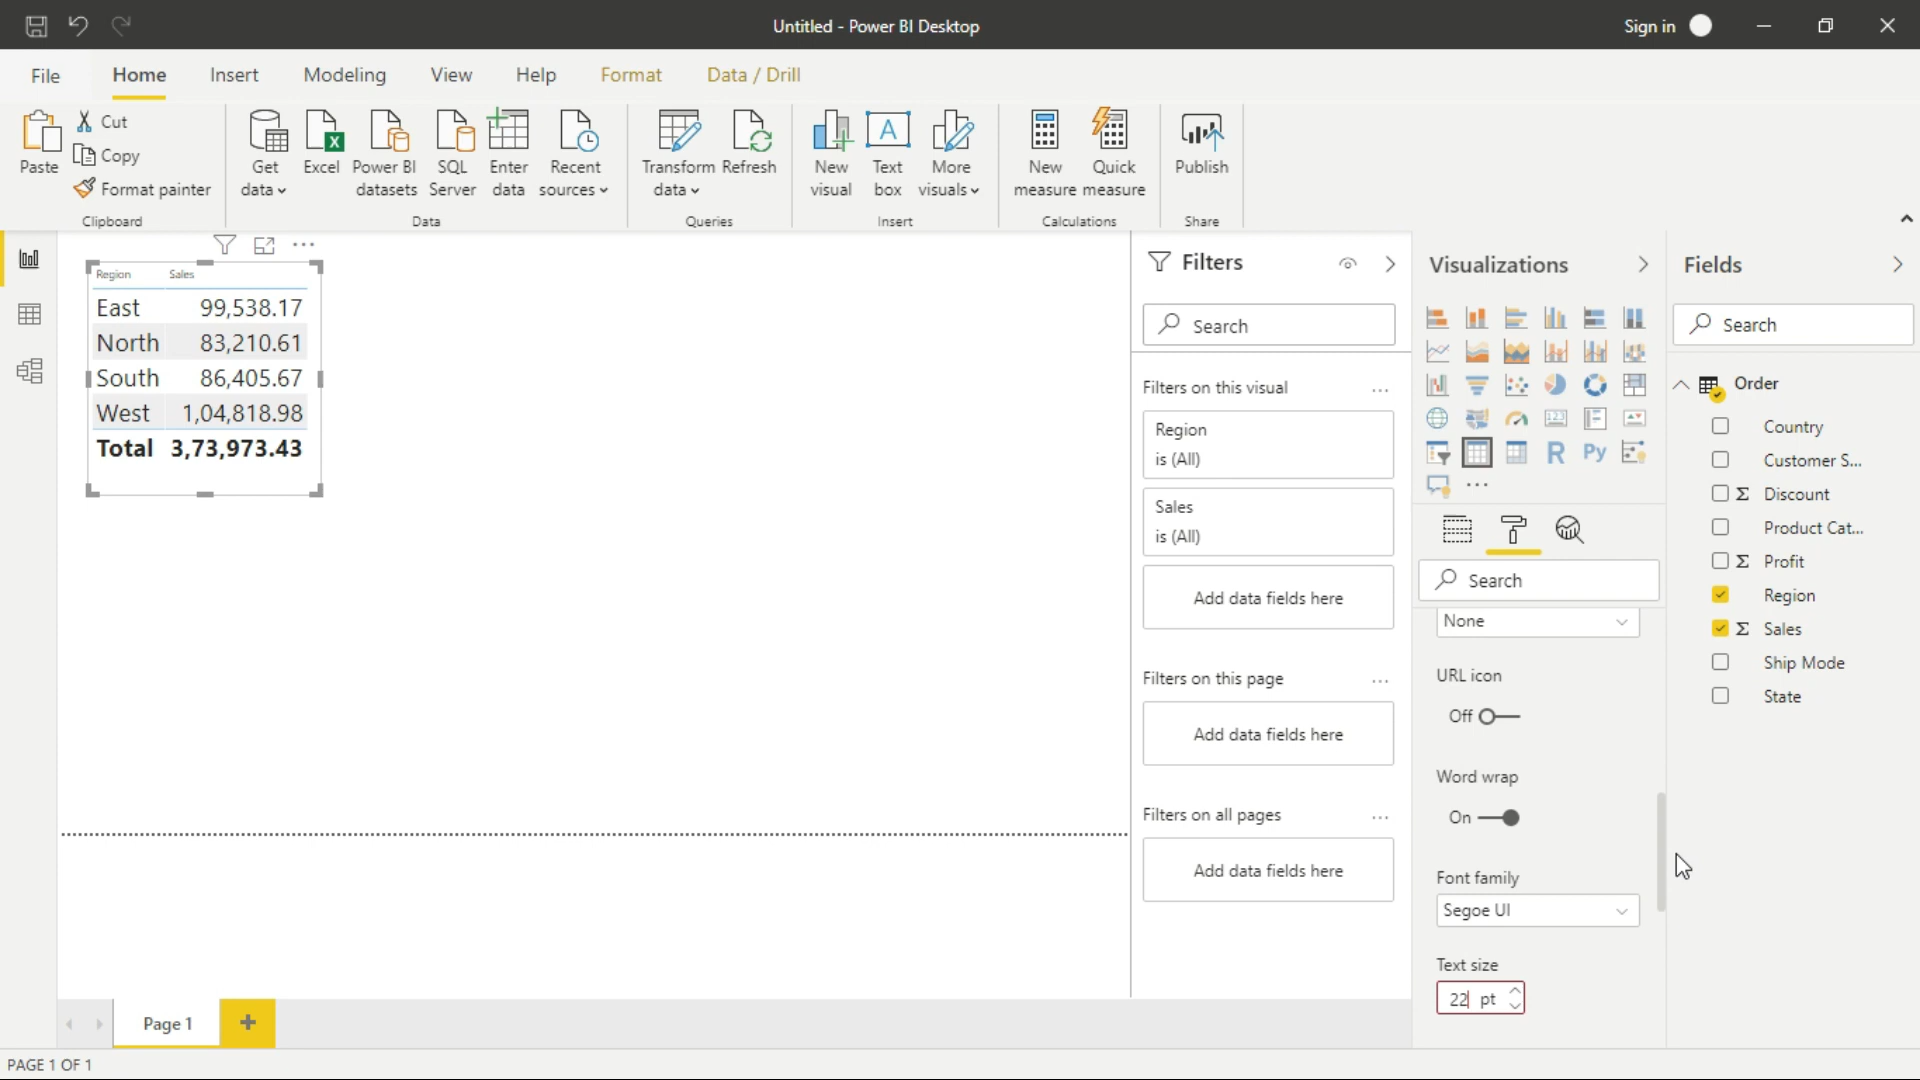 Untitled - Power BI Desktop
Sign in
File Home Insert Modeling View Help Format Data / Drill
Paste
Cut
Copy
Format painter
Clipboard
Get data
Excel
Power BI datasets
SQL Server
Enter data
Recent sources
Data
Transform data
Refresh
Queries
New visual
Text box
More visuals
Insert
New measure
Quick measure
Calculations
Publish
Share
Region Sales
East 99,538.17
North 83,210.61
South 86,405.67
West 1,04,818.98
Total 3,73,973.43
Filters
Search
Filters on this visual ...
Region
is (All)
Sales
is (All)
Add data fields here
Filters on this page ...
Add data fields here
Filters on all pages ...
Add data fields here
Visualizations
123
R
Py
Search
None
URL icon
Off
Word wrap
On
Font family
Segoe UI
Text size
22 pt
Fields
Search
Order
Country
Customer S...
Σ Discount
Product Cat...
Σ Profit
Region
Σ Sales
Ship Mode
State
Page 1
+
PAGE 1 OF 1